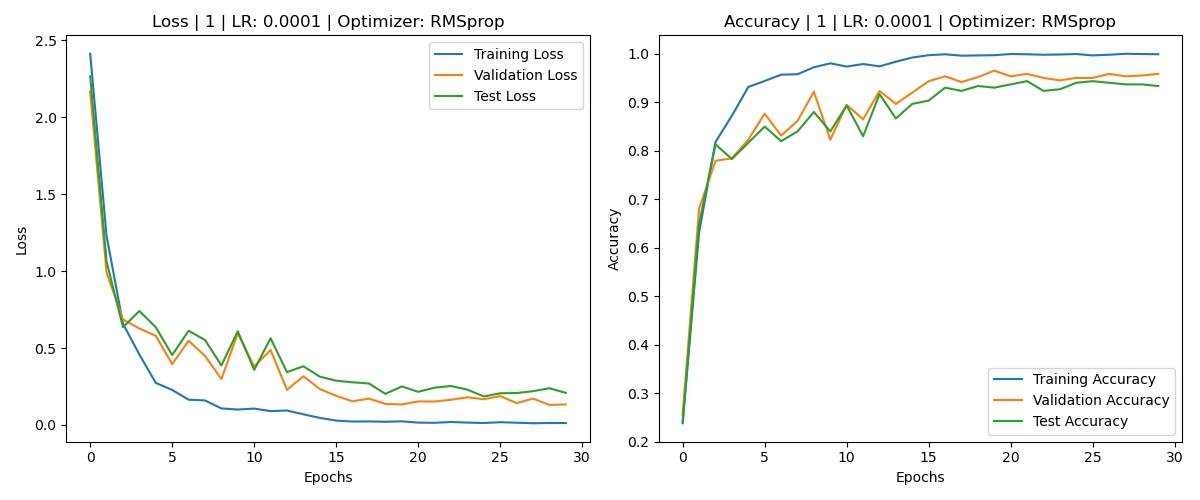 Loss | 1 | LR: 0.0001 | Optimizer: RMSprop
2.5
2.0
1.5
1.0
0.5
0.0
Loss
0 5 10 15 20 25 30
Epochs
Training Loss
Validation Loss
Test Loss
Accuracy | 1 | LR: 0.0001 | Optimizer: RMSprop
1.0
0.9
0.8
0.7
0.6
0.5
0.4
0.3
0.2
Accuracy
0 5 10 15 20 25 30
Epochs
Training Accuracy
Validation Accuracy
Test Accuracy